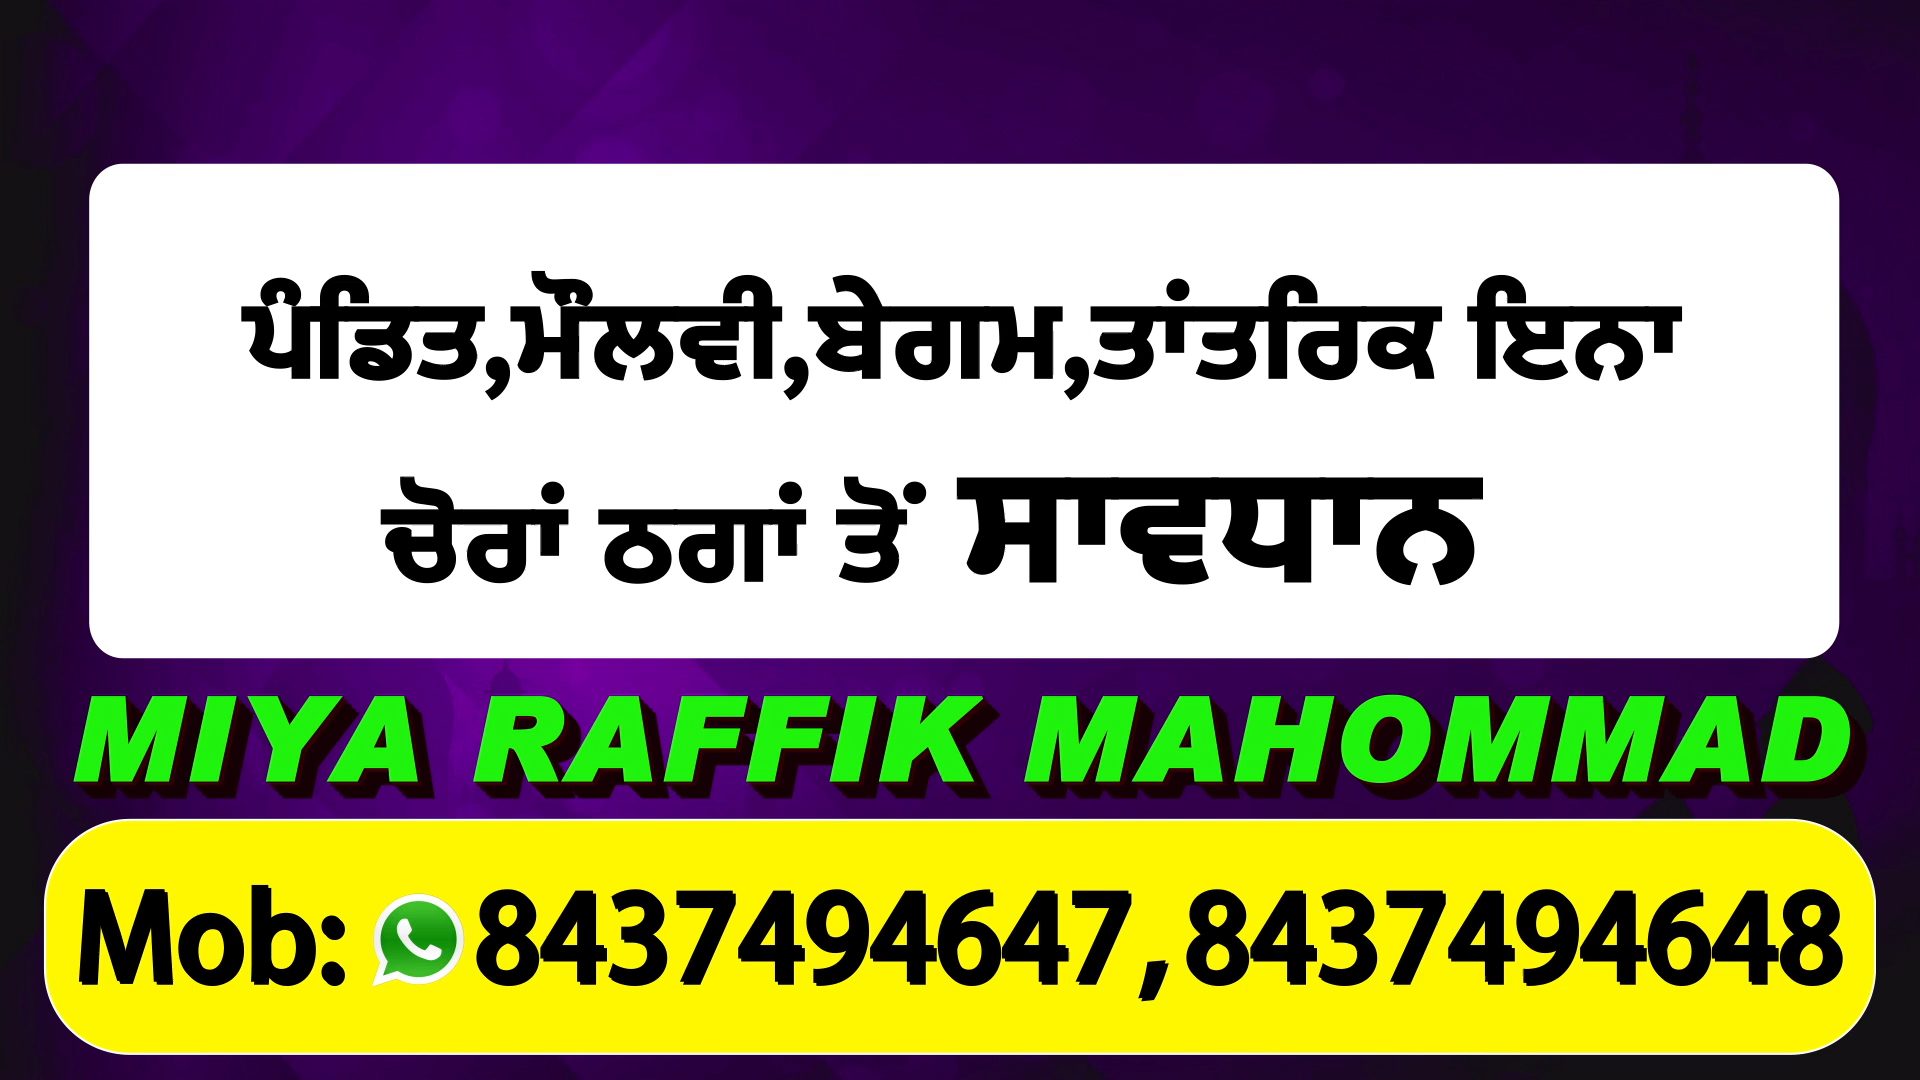 ਪੰਡਿਤ,ਮੌਲਵੀ,ਬੇਗਮ,ਤਾਂਤਰਿਕ ਇਨਾ
ਚੋਰਾਂ ਠਗਾਂ ਤੋਂ ਸਾਵਧਾਨ
MIYA RAFFIK MAHOMMAD
Mob: 8437494647,8437494648